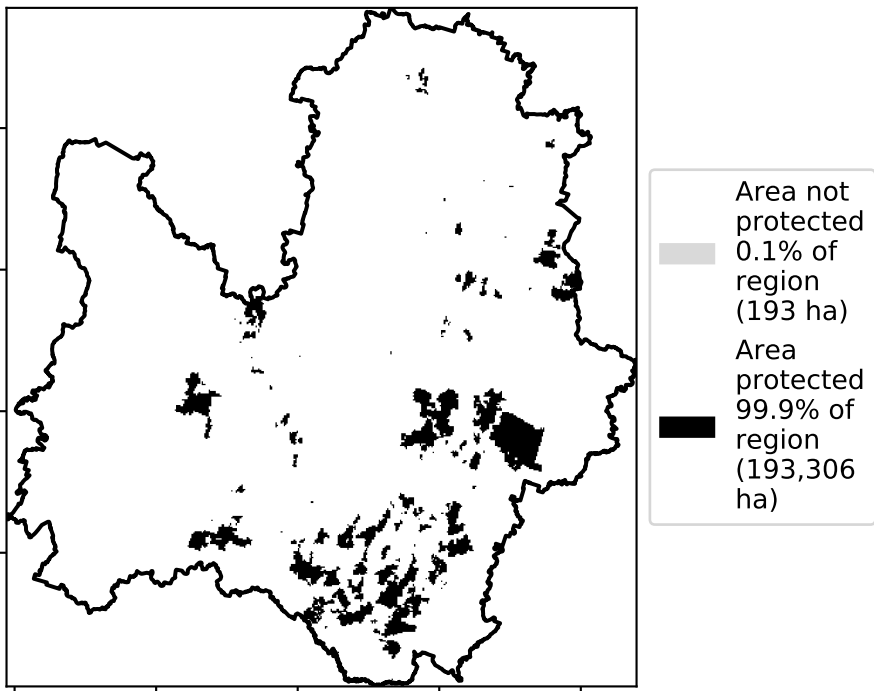 Area not
protected
0.1% of
region
(193 ha)
Area
protected
99.9% of
region
(193,306
ha)